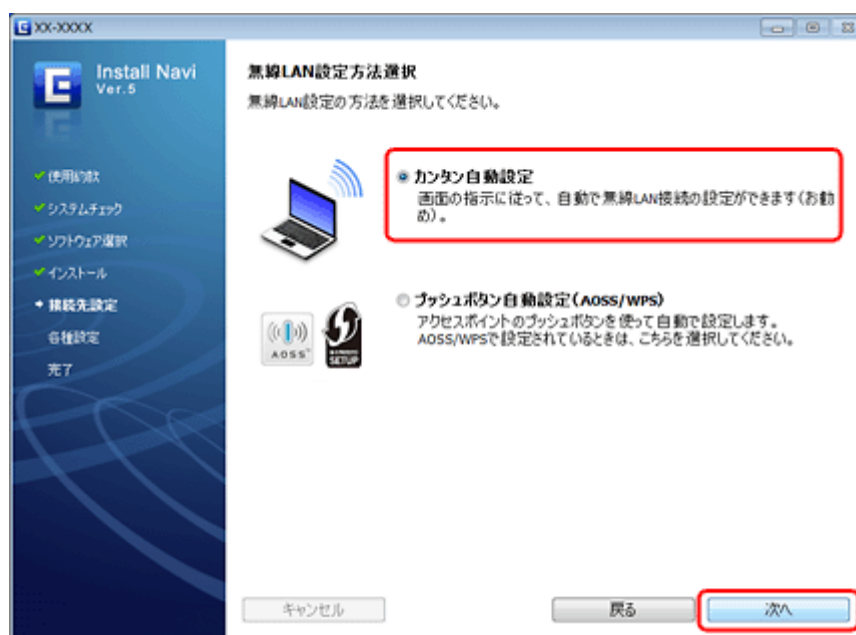 XX-XXXX
E
Install Navi
Ver.5
使用約款
システムチェック
ソフトウェア選択
インストール
接続先設定
各種設定
完了
無線LAN設定方法選択
無線LAN設定の方法を選択してください。
カンタン自動設定
画面の指示に従って、自動で無線LAN接続の設定ができます(お勧
め)。
プッシュボタン自動設定(AOSS/WPS)
アクセスポイントのプッシュボタンを使って自動で設定します。
AOSS/WPSで設定されているときは、こちらを選択してください。
AOSS™
SETUP
キャンセル
戻る
次へ